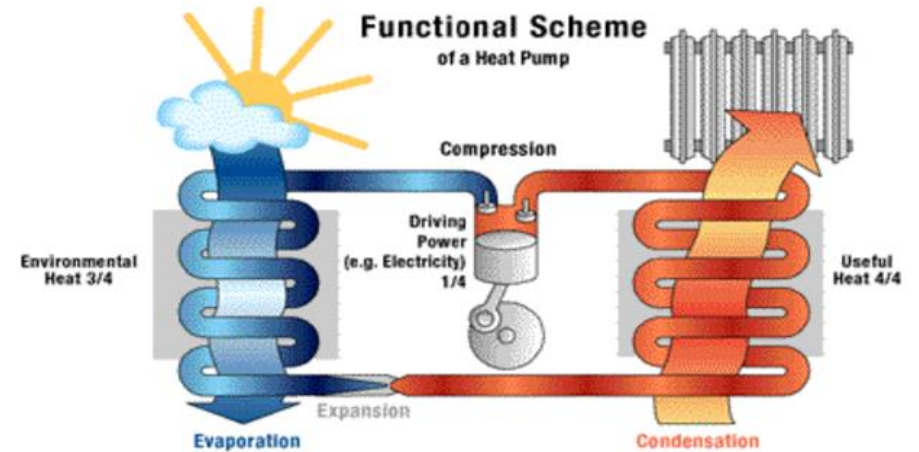 Functional Scheme
of a Heat Pump
Compression
Driving
Power
(e.g. Electricity)
1/4
Environmental
Heat 3/4
Useful
Heat 4/4
Expansion
Evaporation
Condensation